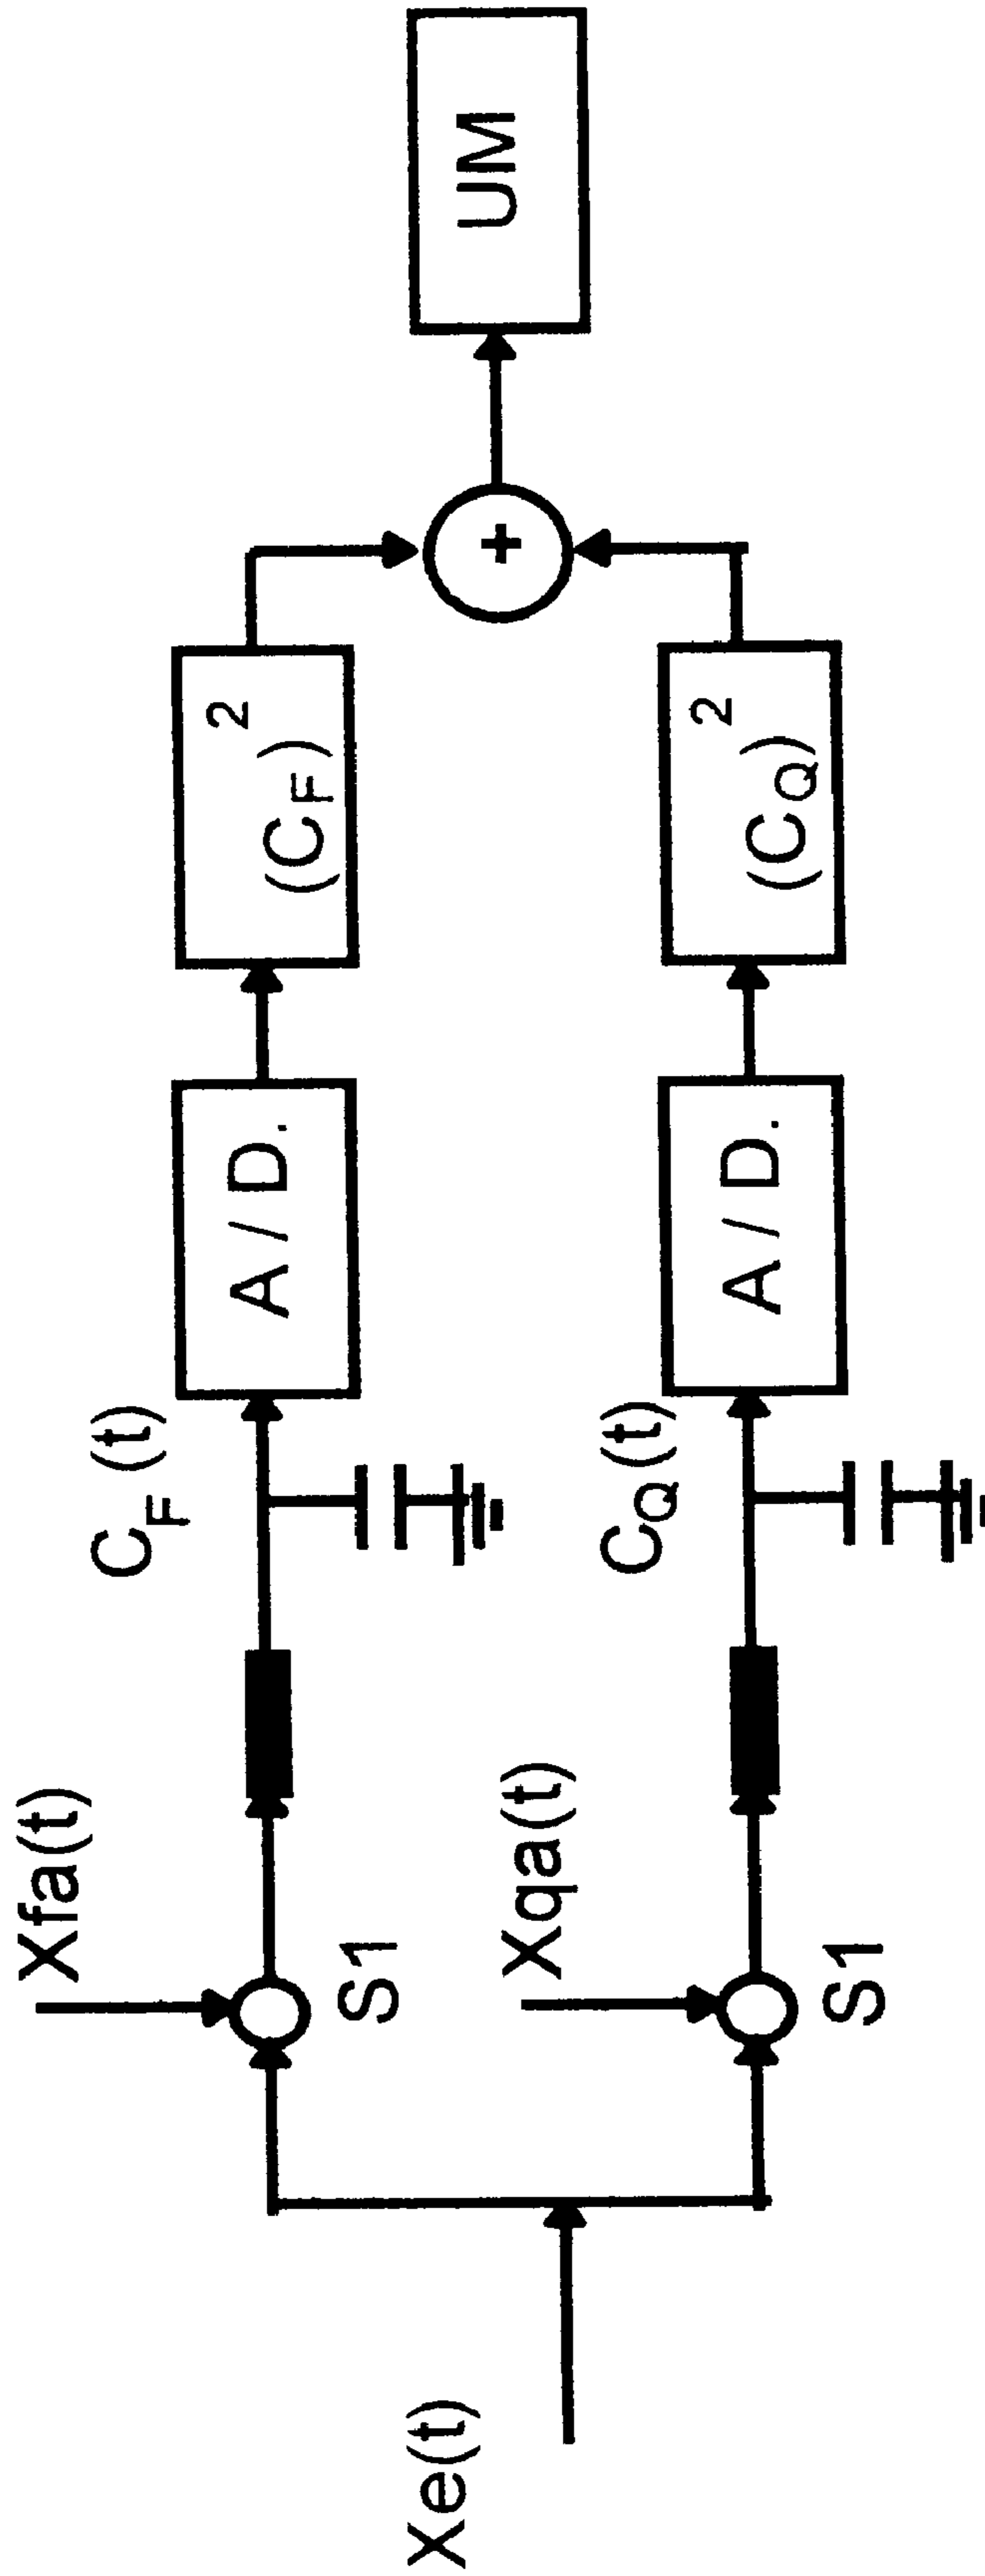 Xe(t)
Xfa(t)
S1
C_F (t)
A / D.
(C_F)²
+
UM
Xqa(t)
S1
C_Q (t)
A / D.
(C_Q)²